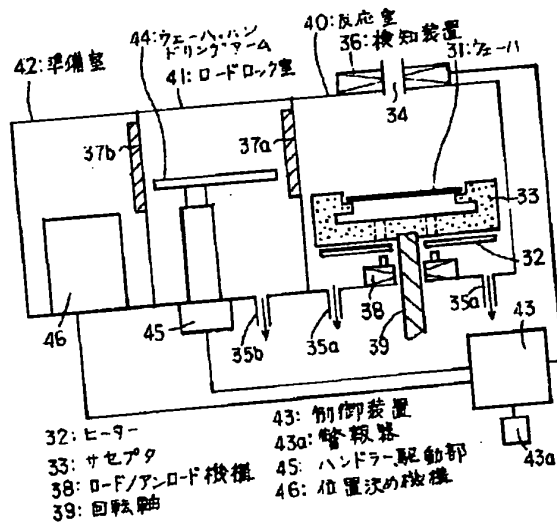 44:ウェーハ・ハン
ドリング・アーム
40:反応室
36:検知装置
31:ウェーハ
42:準備室
41:ロードロック室
34
37b
37a
33
32
38
35a
46
45
35b
35a
39
43
43a
32:ヒーター
33:サセプタ
38:ロード/アンロード機構
39:回転軸
43:制御装置
43a:警報器
45:ハンドラー駆動部
46:位置決め機構